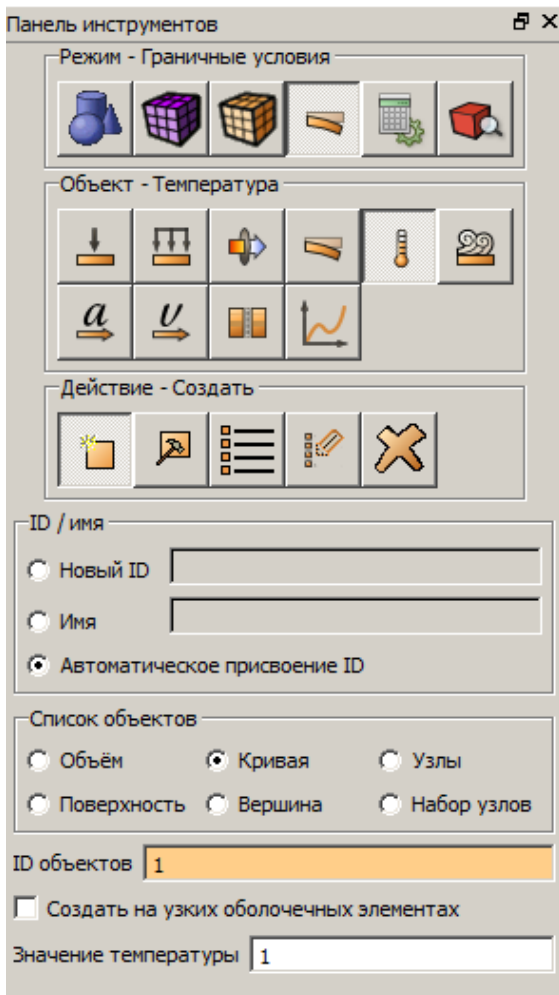 Панель инструментов
Режим - Граничные условия
Объект - Температура
a
υ
Действие - Создать
ID / имя
Новый ID
Имя
Автоматическое присвоение ID
Список объектов
Объём Кривая Узлы
Поверхность Вершина Набор узлов
ID объектов 1
Создать на узких оболочечных элементах
Значение температуры 1